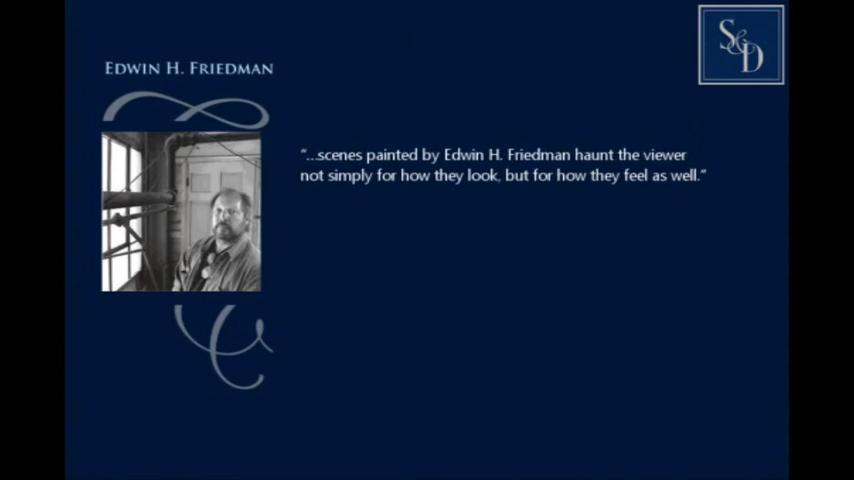 S&D
EDWIN H. FRIEDMAN
“...scenes painted by Edwin H. Friedman haunt the viewer
not simply for how they look, but for how they feel as well.”